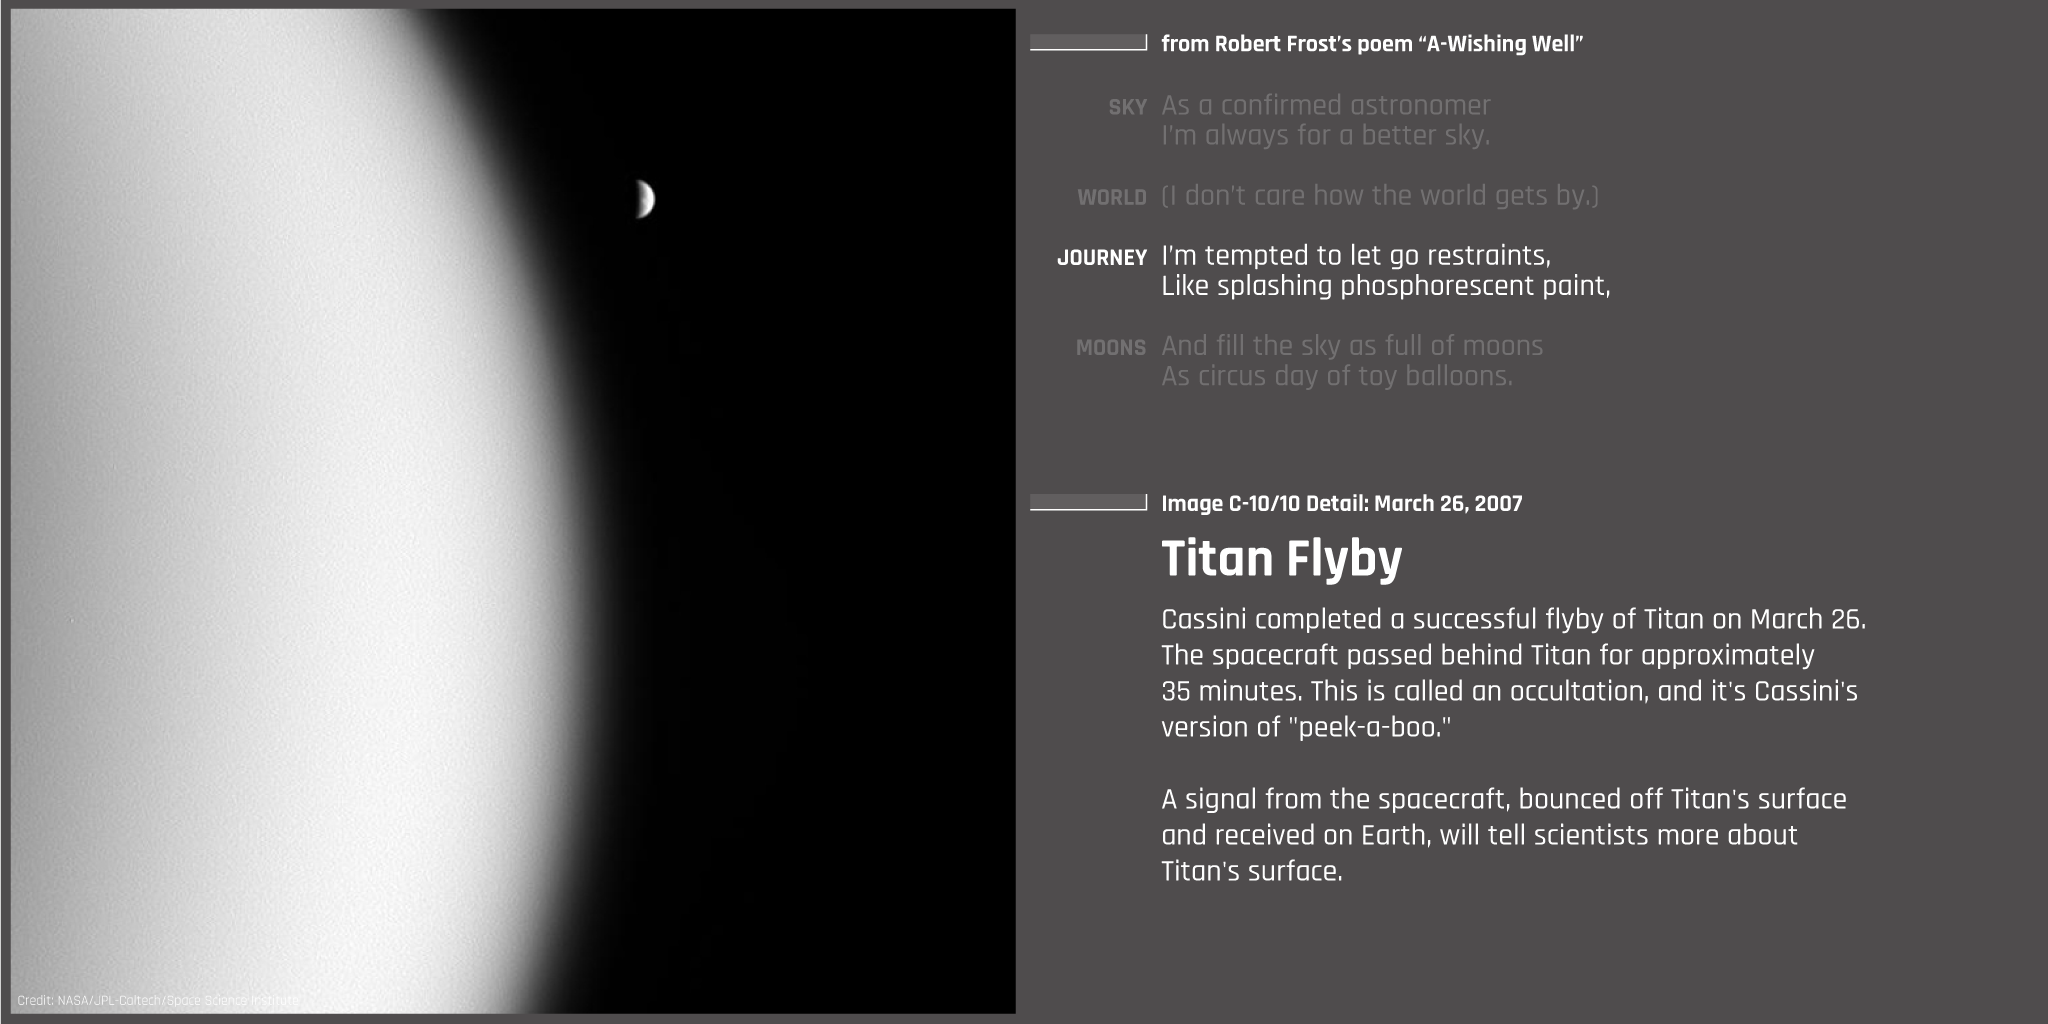 from Robert Frost’s poem “A-Wishing Well”
SKY As a confirmed astronomer
I’m always for a better sky.
WORLD (I don’t care how the world gets by.)
JOURNEY I’m tempted to let go restraints,
Like splashing phosphorescent paint,
MOONS And fill the sky as full of moons
As circus day of toy balloons.
Image C-10/10 Detail: March 26, 2007
Titan Flyby
Cassini completed a successful flyby of Titan on March 26.
The spacecraft passed behind Titan for approximately
35 minutes. This is called an occultation, and it's Cassini's
version of "peek-a-boo."
A signal from the spacecraft, bounced off Titan's surface
and received on Earth, will tell scientists more about
Titan's surface.
Credit: NASA/JPL-Caltech/Space Science Institute